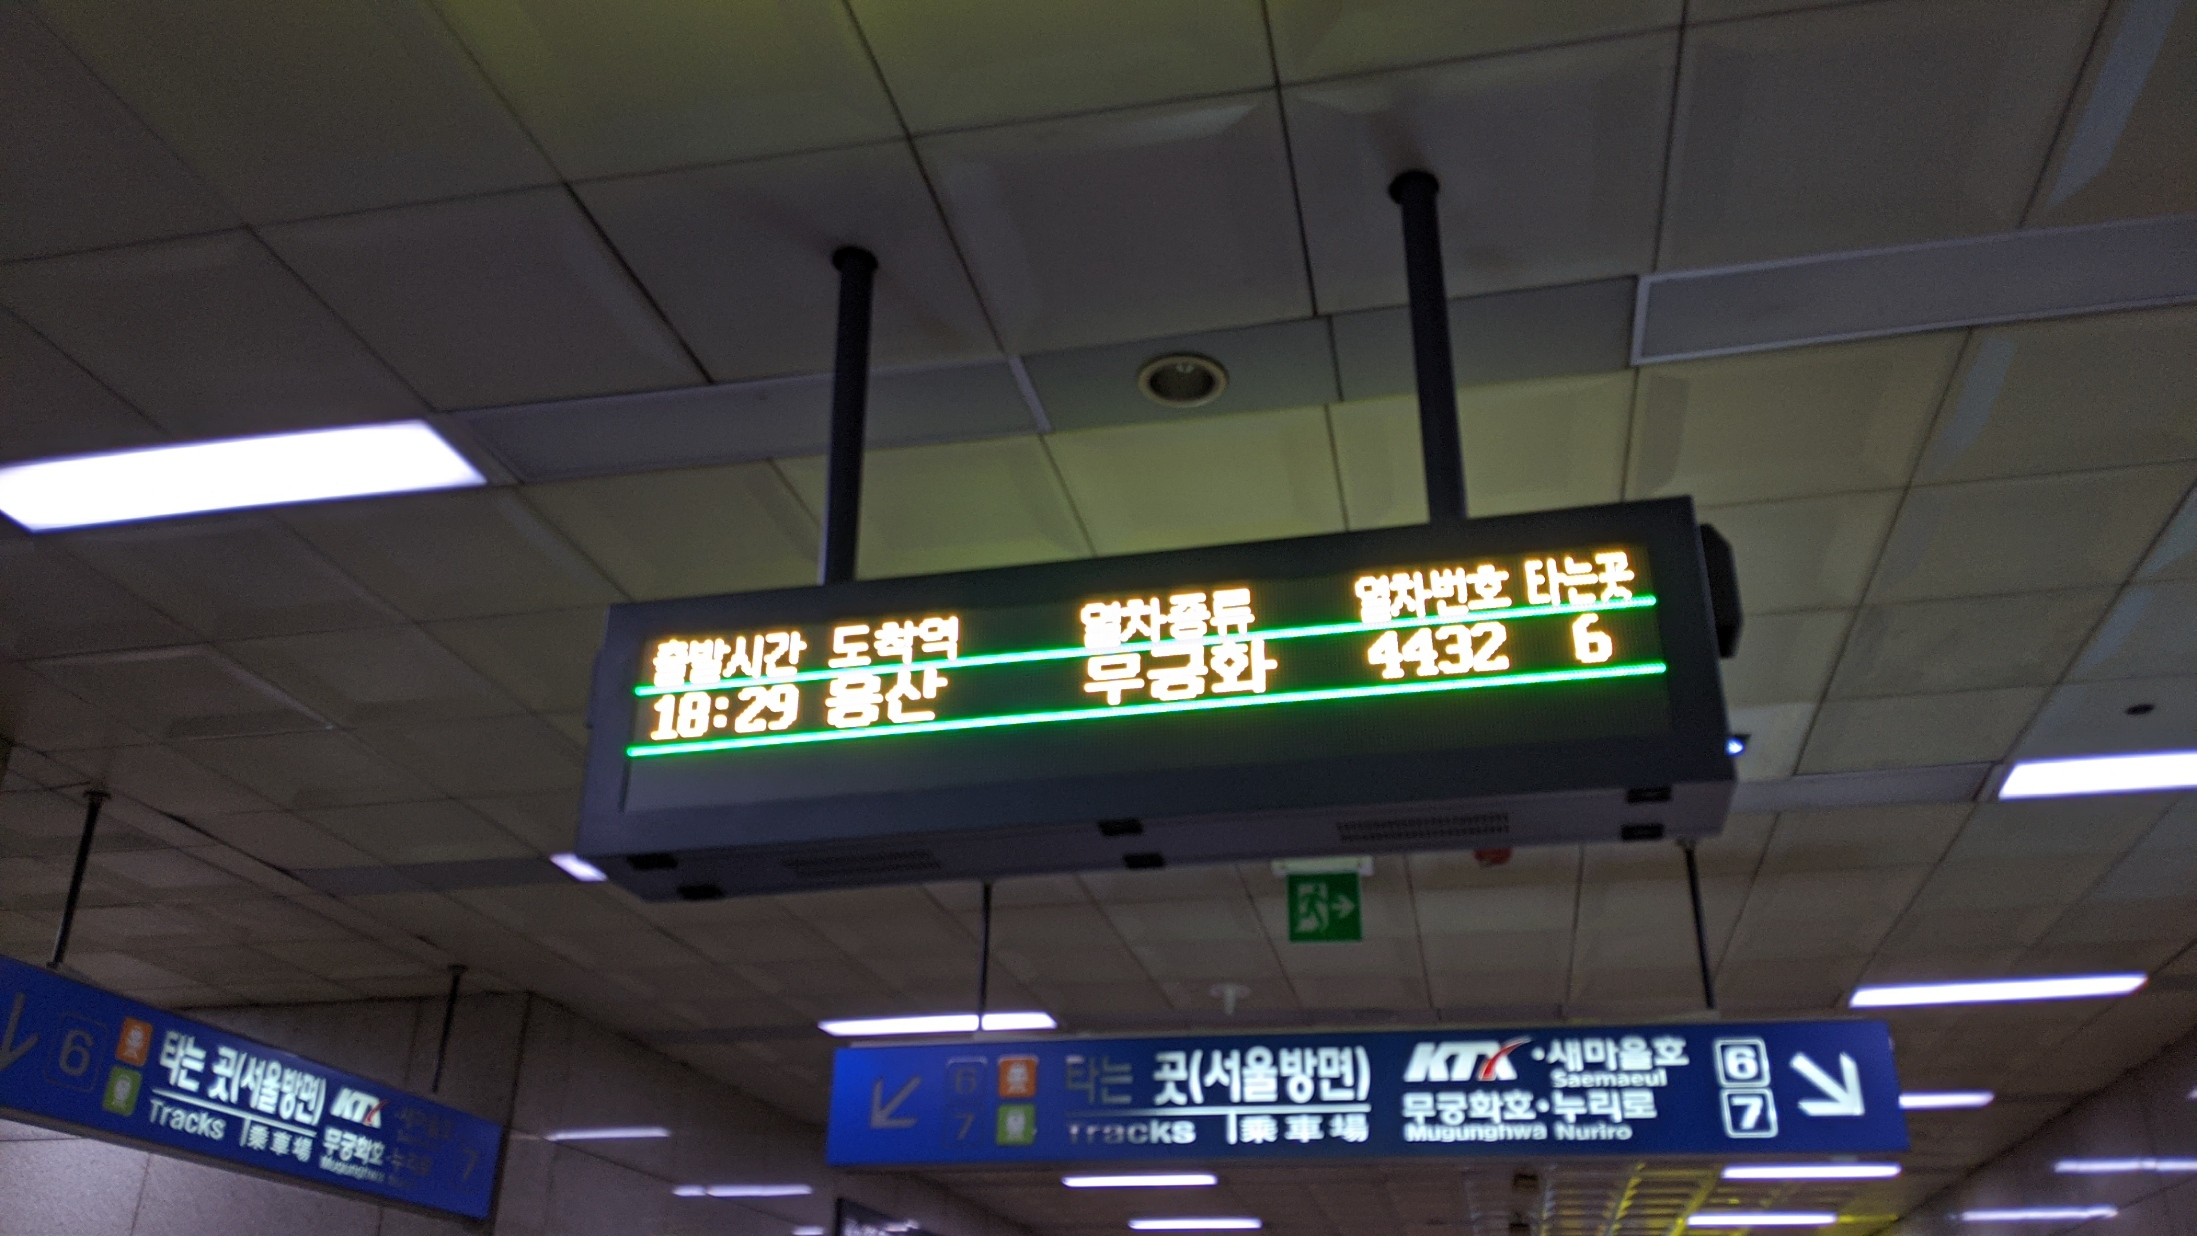 출발시간 도착역 열차종류 열차번호 타는곳
18:29 용산 무궁화 4432 6
6 타는 곳(서울방면) KTX
Tracks 乘車場 무궁화호·누리로 7
Mugunghwa
6 타는 곳(서울방면) KTX·새마을호 6
Saemaeul
7 Tracks 乘車場 무궁화호·누리로 7
Mugunghwa Nuriro